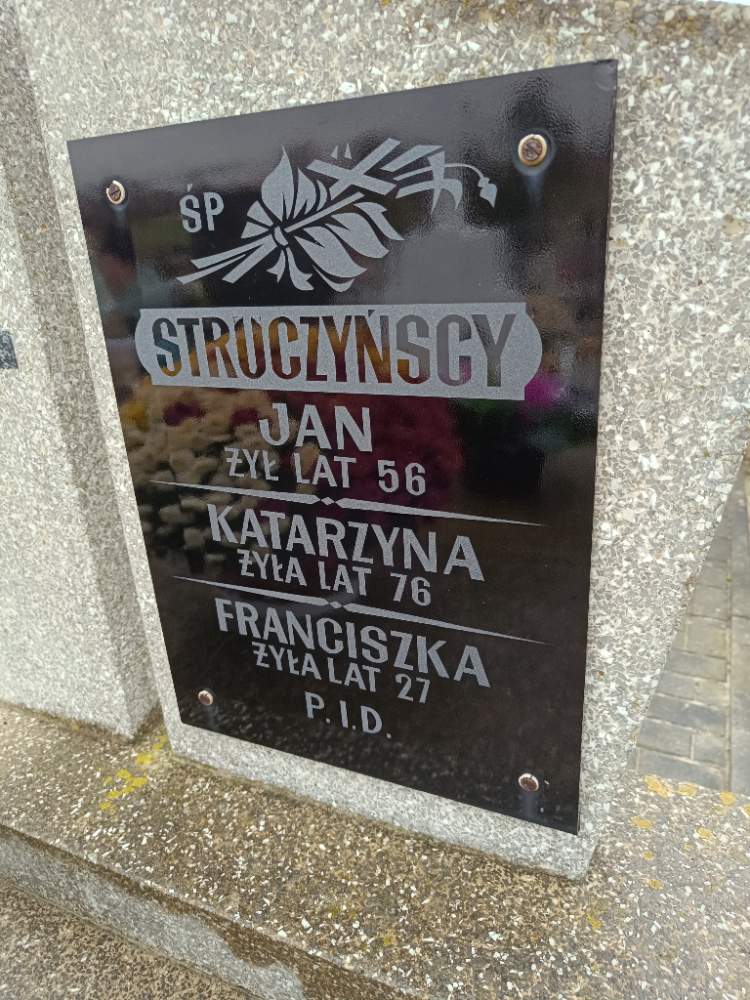 ŚP
STRUCZYŃSCY
JAN
ŻYŁ LAT 56
KATARZYNA
ŻYŁA LAT 76
FRANCISZKA
ŻYŁA LAT 27
P.I.D.